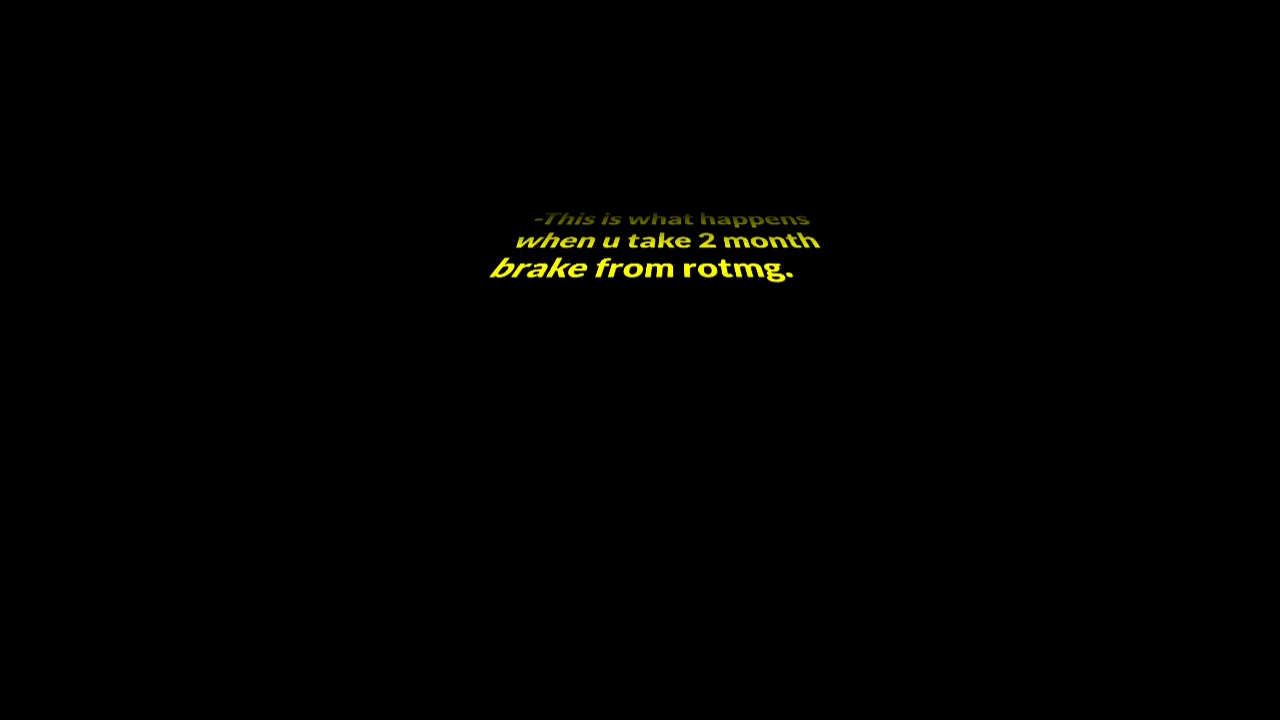 -This is what happens
when u take 2 month
brake from rotmg.